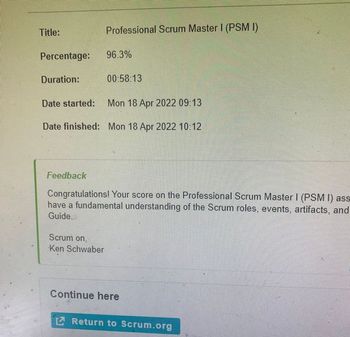 Title: Professional Scrum Master I (PSM I)
Percentage: 96.3%
Duration: 00:58:13
Date started: Mon 18 Apr 2022 09:13
Date finished: Mon 18 Apr 2022 10:12
Feedback
Congratulations! Your score on the Professional Scrum Master I (PSM I) ass
have a fundamental understanding of the Scrum roles, events, artifacts, and
Guide.
Scrum on,
Ken Schwaber
Continue here
Return to Scrum.org